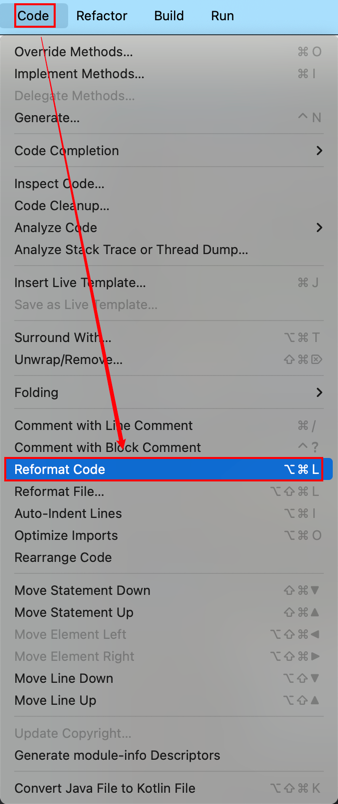 Code Refactor Build Run
Override Methods... ⌘ O
Implement Methods... ⌘ I
Delegate Methods...
Generate... ^ N
Code Completion
Inspect Code...
Code Cleanup...
Analyze Code
Analyze Stack Trace or Thread Dump...
Insert Live Template... ⌘ J
Save as Live Template...
Surround With... ⌥ ⌘ T
Unwrap/Remove... ⇧ ⌘ ⌦
Folding
Comment with Line Comment ⌘ /
Comment with Block Comment ^ ?
Reformat Code ⌥ ⌘ L
Reformat File... ⌥ ⇧ ⌘ L
Auto-Indent Lines ⌥ ⌘ I
Optimize Imports ⌥ ⌘ O
Rearrange Code
Move Statement Down ⇧ ⌘ ▼
Move Statement Up ⇧ ⌘ ▲
Move Element Left ⌥ ⇧ ⌘ ◀
Move Element Right ⌥ ⇧ ⌘ ▶
Move Line Down ⌥ ⇧ ▼
Move Line Up ⌥ ⇧ ▲
Update Copyright...
Generate module-info Descriptors
Convert Java File to Kotlin File ⌥ ⇧ ⌘ K